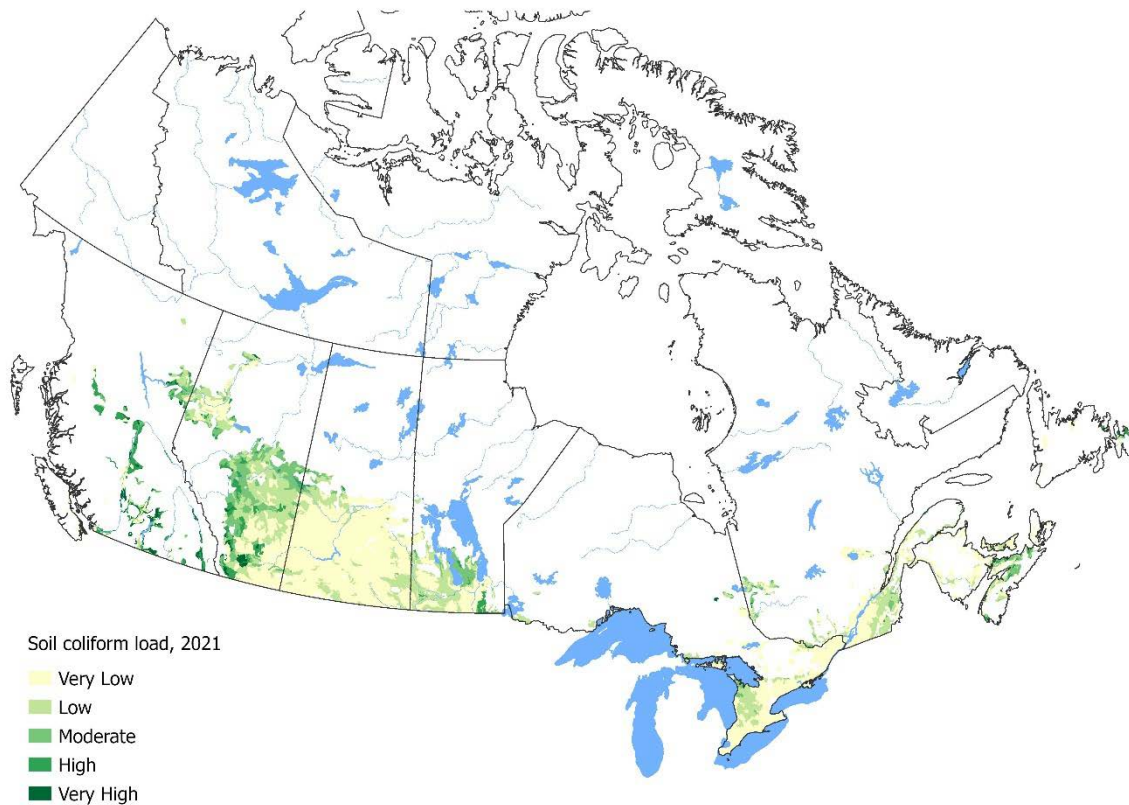 Soil coliform load, 2021
Very Low
Low
Moderate
High
Very High